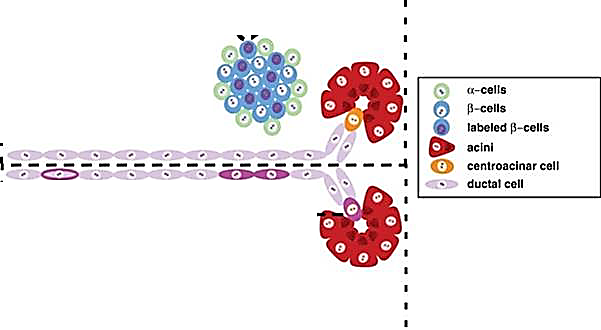 α-cells
β-cells
labeled β-cells
acini
centroacinar cell
ductal cell